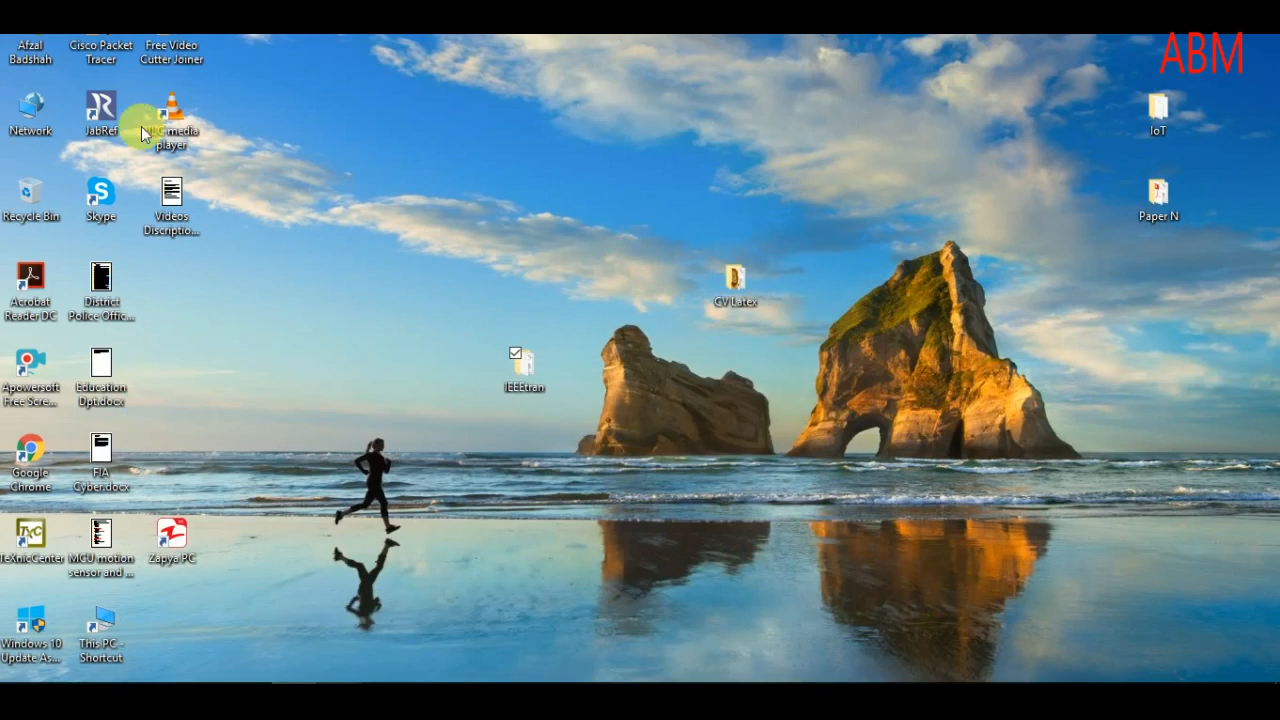 ABM
Afzal
Badshah
Cisco Packet
Tracer
Free Video
Cutter Joiner
Network
JabRef
VLC media
player
IoT
Recycle Bin
Skype
Videos
Discriptio...
Paper N
Acrobat
Reader DC
District
Police Offic...
CV Latex
Apowersoft
Free Scre...
Education
Dpt.docx
IEEEtran
Google
Chrome
FIA
Cyber.docx
TeXnicCenter
MCU motion
sensor and ...
Zapya PC
Windows 10
Update As...
This PC -
Shortcut